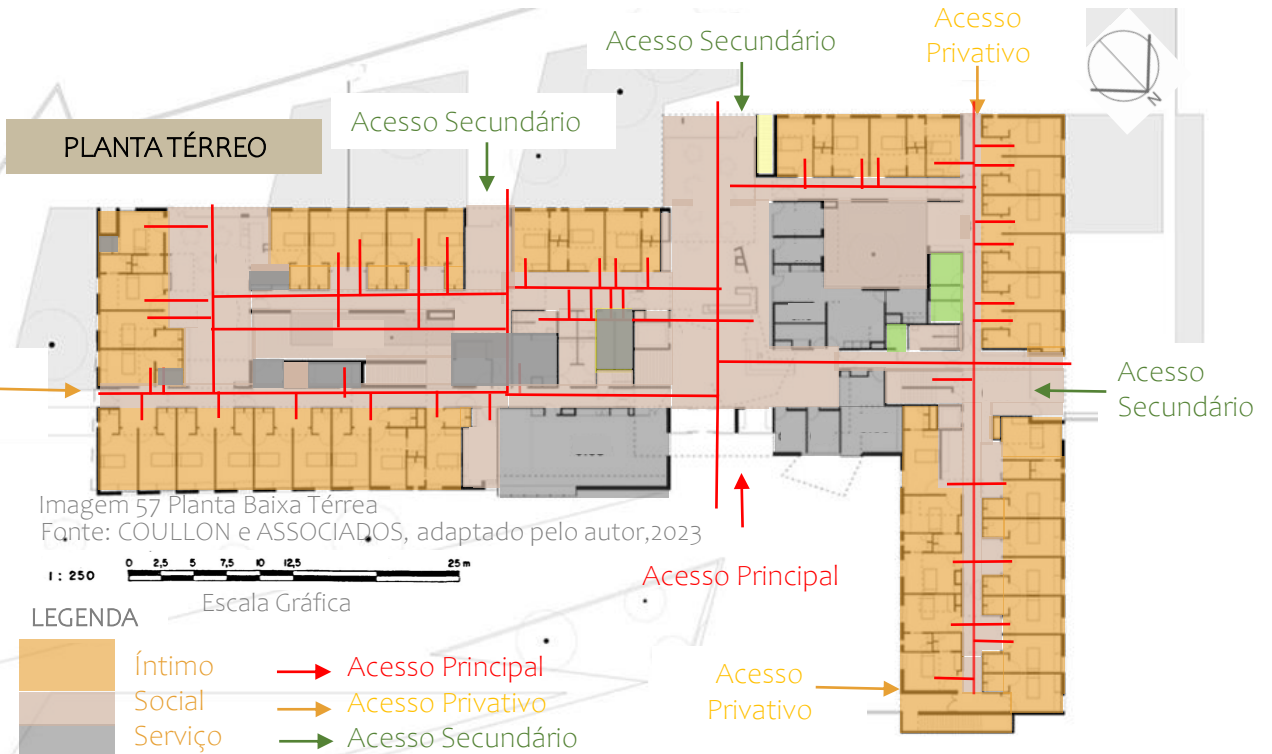 Acesso
Privativo
Acesso Secundário
Acesso Secundário
PLANTA TÉRREO
N
Acesso
Secundário
Imagem 57 Planta Baixa Térrea
Fonte: COULLON e ASSOCIADOS, adaptado pelo autor,2023
Acesso Principal
1 : 250
0 2,5 5 7,5 10 12,5 25 m
Escala Gráfica
LEGENDA
Íntimo
Social
Serviço
Acesso Principal
Acesso Privativo
Acesso Secundário
Acesso
Privativo